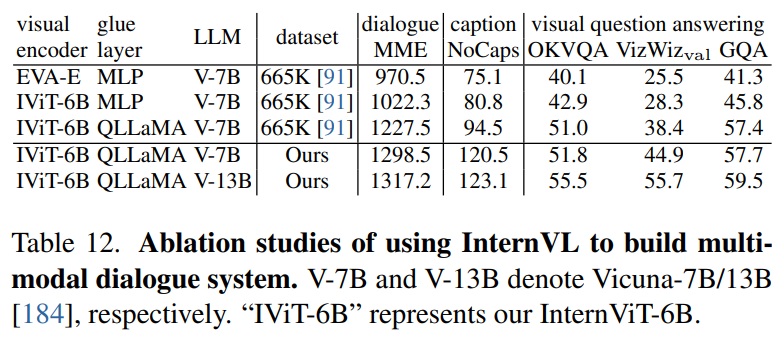 visual glue LLM dataset dialogue caption visual question answering
encoder layer MME NoCaps OKVQA VizWizval GQA
EVA-E MLP V-7B 665K [91] 970.5 75.1 40.1 25.5 41.3
IViT-6B MLP V-7B 665K [91] 1022.3 80.8 42.9 28.3 45.8
IViT-6B QLLaMA V-7B 665K [91] 1227.5 94.5 51.0 38.4 57.4
IViT-6B QLLaMA V-7B Ours 1298.5 120.5 51.8 44.9 57.7
IViT-6B QLLaMA V-13B Ours 1317.2 123.1 55.5 55.7 59.5
Table 12. Ablation studies of using InternVL to build multi-
modal dialogue system. V-7B and V-13B denote Vicuna-7B/13B
[184], respectively. “IViT-6B” represents our InternViT-6B.